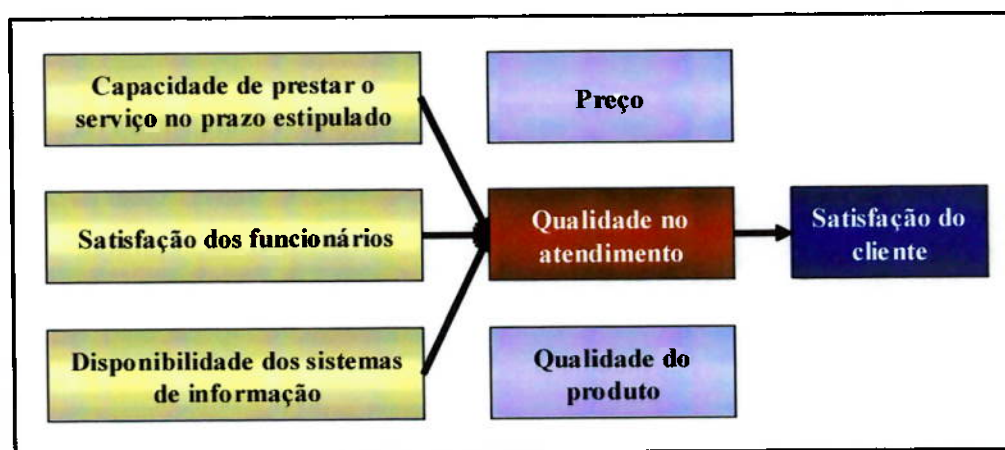 Capacidade de prestar o
serviço no prazo estipulado
Preço
Satisfação dos funcionários
Qualidade no
atendimento
Satisfação do
cliente
Disponibilidade dos sistemas
de informação
Qualidade do
produto